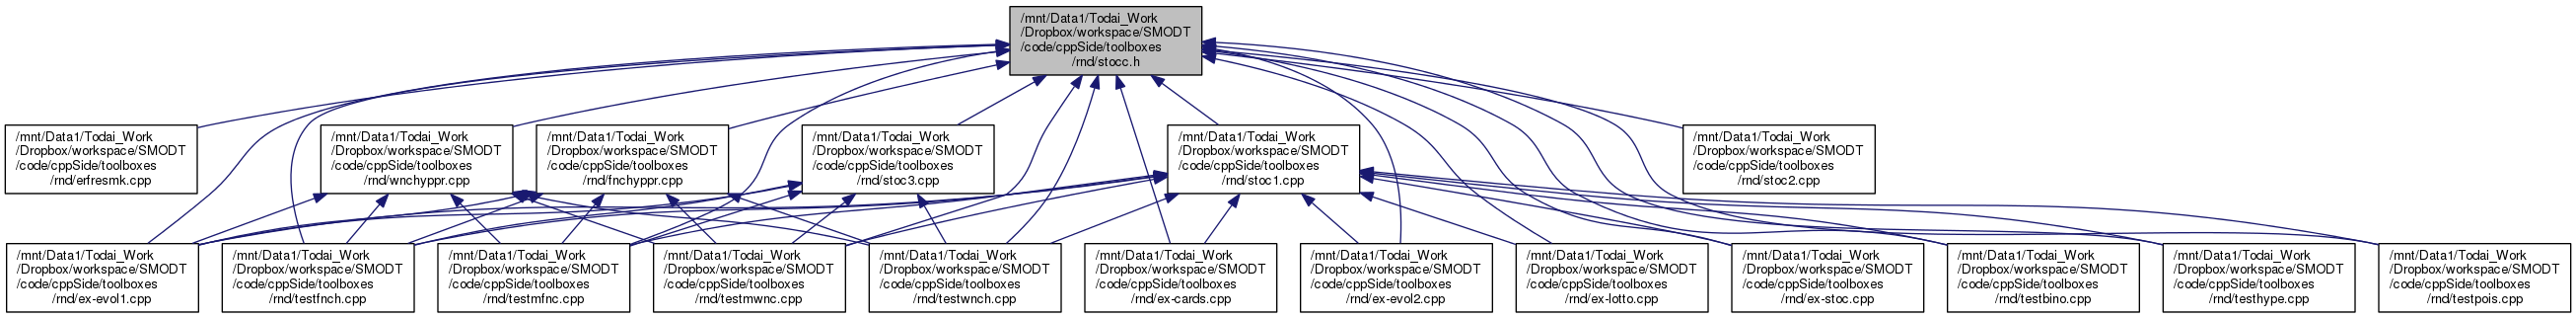 /mnt/Data1/Todai_Work
/Dropbox/workspace/SMODT
/code/cppSide/toolboxes
/rnd/stocc.h
/mnt/Data1/Todai_Work
/Dropbox/workspace/SMODT
/code/cppSide/toolboxes
/rnd/erfresmk.cpp
/mnt/Data1/Todai_Work
/Dropbox/workspace/SMODT
/code/cppSide/toolboxes
/rnd/wnchyppr.cpp
/mnt/Data1/Todai_Work
/Dropbox/workspace/SMODT
/code/cppSide/toolboxes
/rnd/fnchyppr.cpp
/mnt/Data1/Todai_Work
/Dropbox/workspace/SMODT
/code/cppSide/toolboxes
/rnd/stoc3.cpp
/mnt/Data1/Todai_Work
/Dropbox/workspace/SMODT
/code/cppSide/toolboxes
/rnd/stoc1.cpp
/mnt/Data1/Todai_Work
/Dropbox/workspace/SMODT
/code/cppSide/toolboxes
/rnd/stoc2.cpp
/mnt/Data1/Todai_Work
/Dropbox/workspace/SMODT
/code/cppSide/toolboxes
/rnd/ex-evol1.cpp
/mnt/Data1/Todai_Work
/Dropbox/workspace/SMODT
/code/cppSide/toolboxes
/rnd/testfnch.cpp
/mnt/Data1/Todai_Work
/Dropbox/workspace/SMODT
/code/cppSide/toolboxes
/rnd/testmfnc.cpp
/mnt/Data1/Todai_Work
/Dropbox/workspace/SMODT
/code/cppSide/toolboxes
/rnd/testmwnc.cpp
/mnt/Data1/Todai_Work
/Dropbox/workspace/SMODT
/code/cppSide/toolboxes
/rnd/testwnch.cpp
/mnt/Data1/Todai_Work
/Dropbox/workspace/SMODT
/code/cppSide/toolboxes
/rnd/ex-cards.cpp
/mnt/Data1/Todai_Work
/Dropbox/workspace/SMODT
/code/cppSide/toolboxes
/rnd/ex-evol2.cpp
/mnt/Data1/Todai_Work
/Dropbox/workspace/SMODT
/code/cppSide/toolboxes
/rnd/ex-lotto.cpp
/mnt/Data1/Todai_Work
/Dropbox/workspace/SMODT
/code/cppSide/toolboxes
/rnd/ex-stoc.cpp
/mnt/Data1/Todai_Work
/Dropbox/workspace/SMODT
/code/cppSide/toolboxes
/rnd/testbino.cpp
/mnt/Data1/Todai_Work
/Dropbox/workspace/SMODT
/code/cppSide/toolboxes
/rnd/testhype.cpp
/mnt/Data1/Todai_Work
/Dropbox/workspace/SMODT
/code/cppSide/toolboxes
/rnd/testpois.cpp